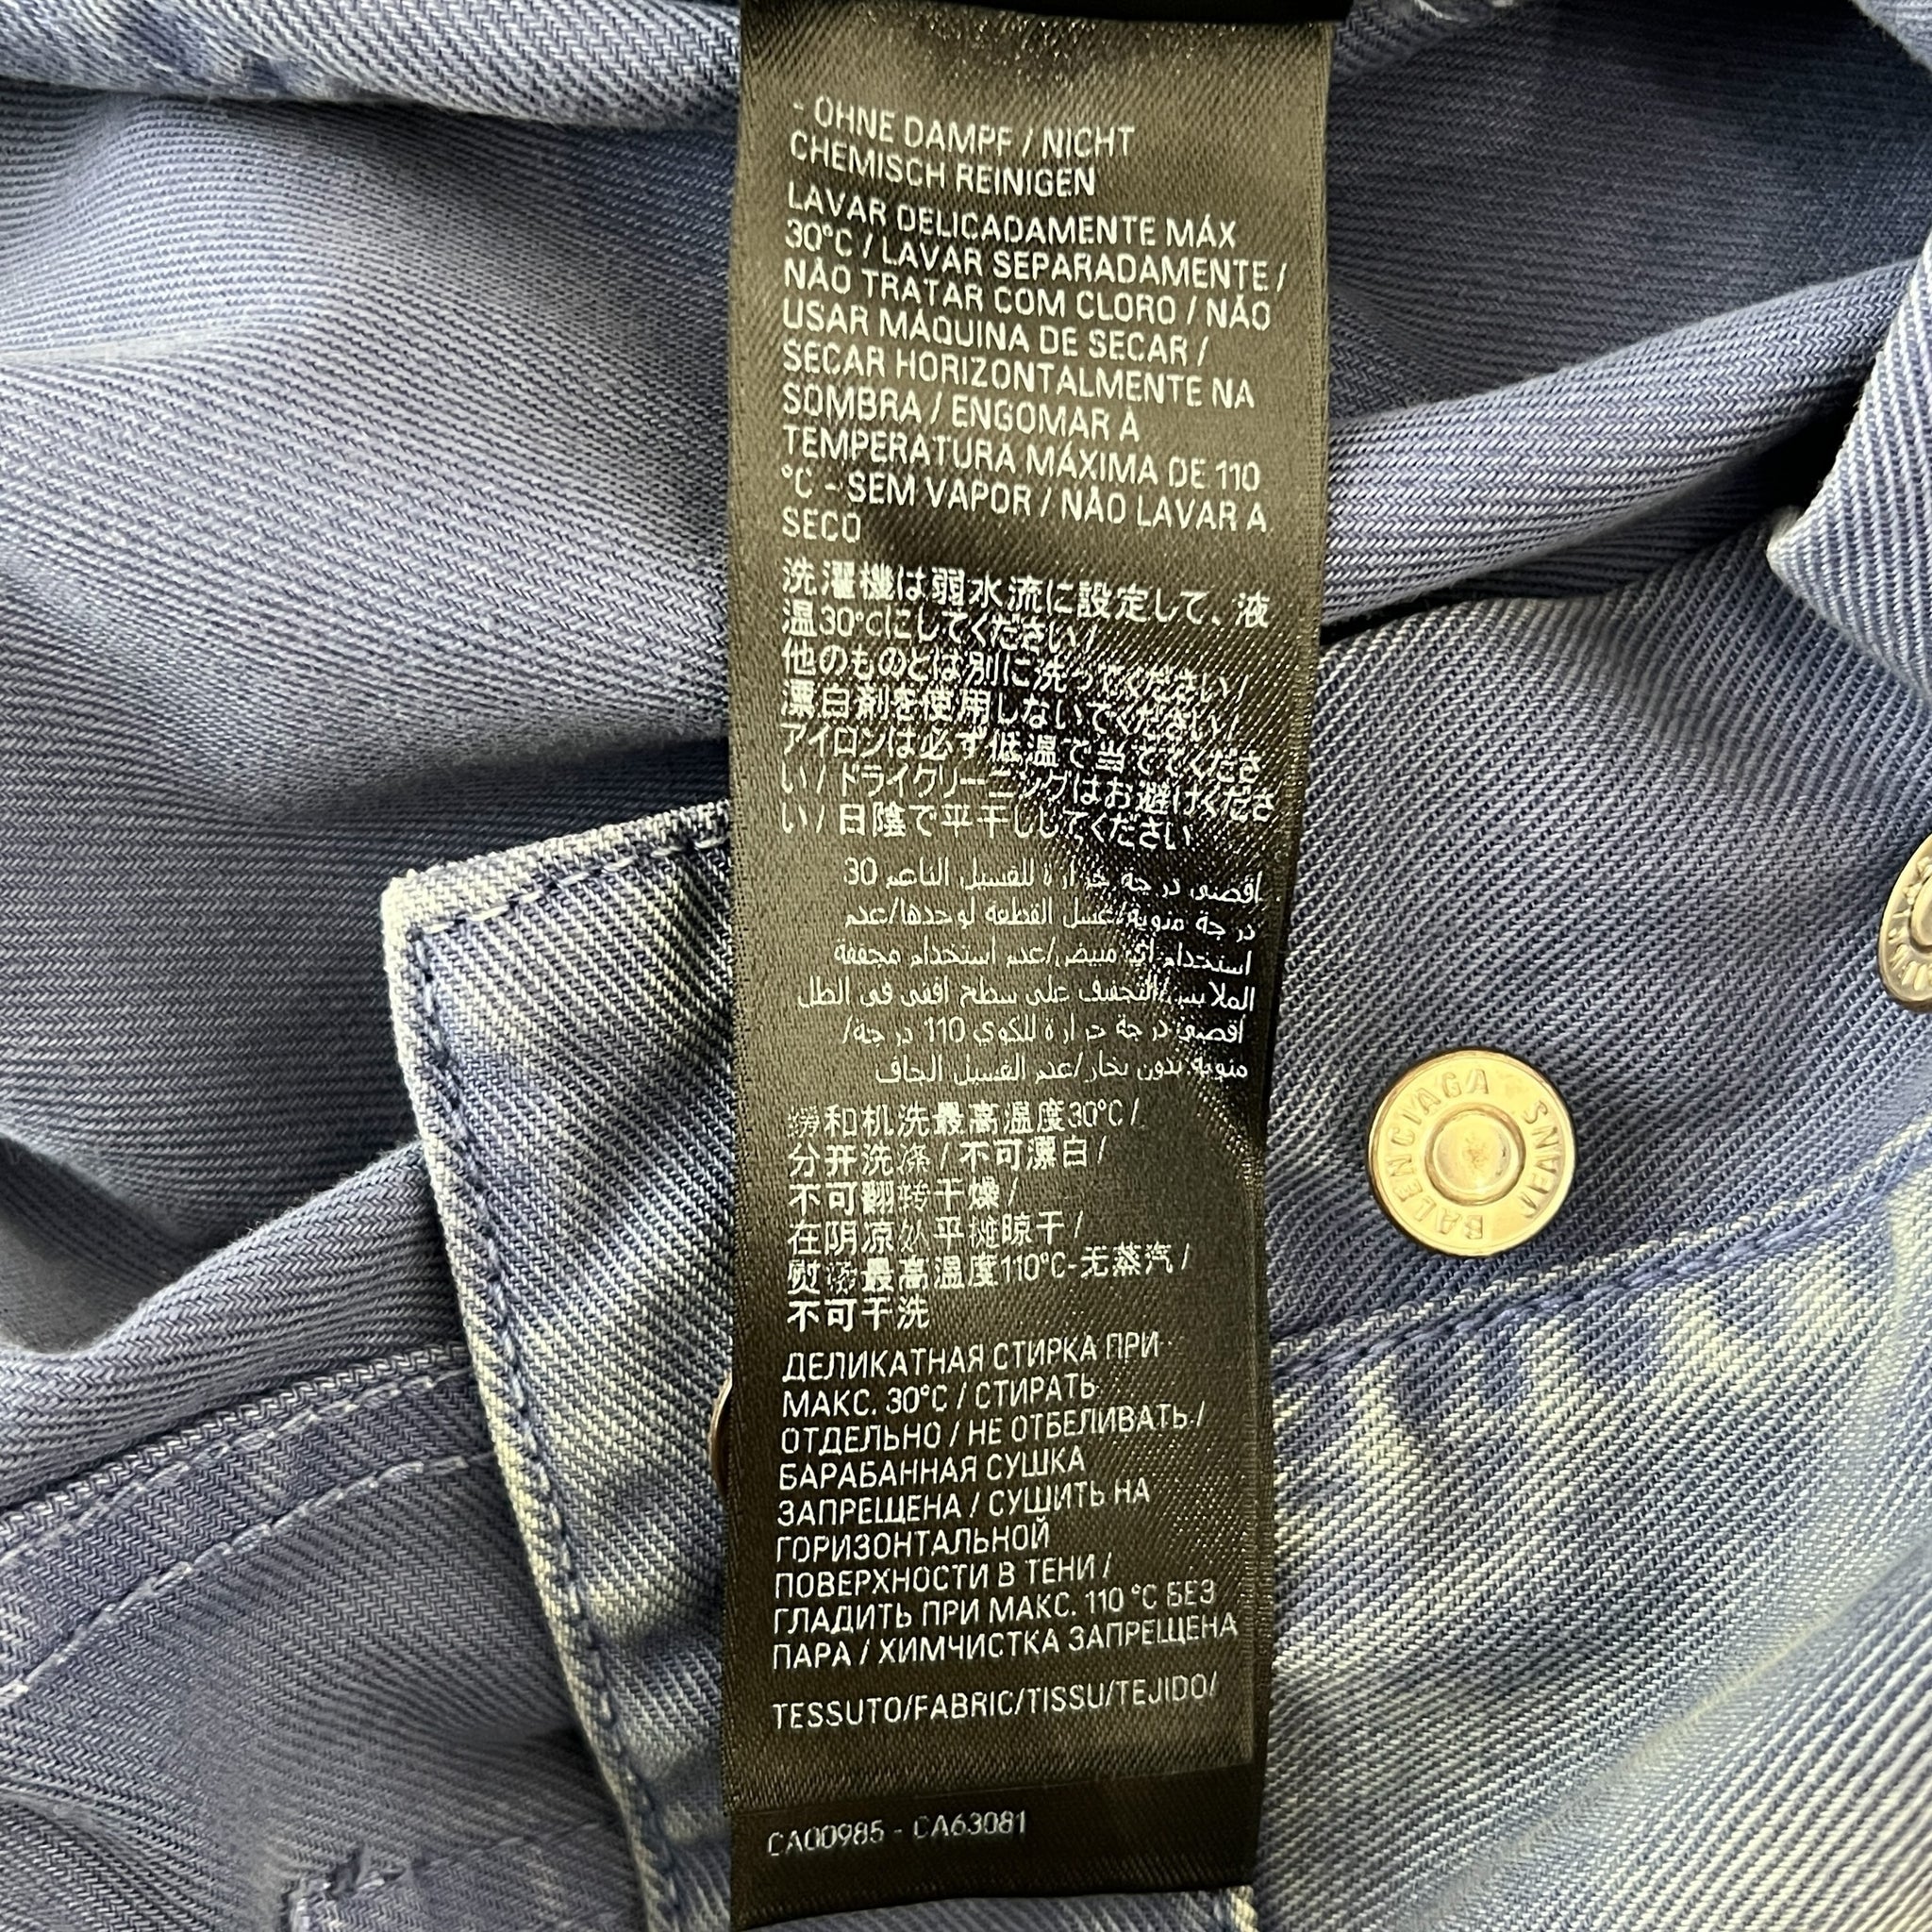 - OHNE DAMPF / NICHT
CHEMISCH REINIGEN
LAVAR DELICADAMENTE MÁX
30°C / LAVAR SEPARADAMENTE /
NÃO TRATAR COM CLORO / NÃO
USAR MÁQUINA DE SECAR /
SECAR HORIZONTALMENTE NA
SOMBRA / ENGOMAR À
TEMPERATURA MÁXIMA DE 110
°C - SEM VAPOR / NÃO LAVAR A
SECO
洗濯機は弱水流に設定して、液
温30°Cにしてください /
他のものとは別に洗ってください /
漂白剤を使用しないでください /
アイロンは必ず低温で当ててくださ
い / ドライクリーニングはお避けくださ
い / 日陰で平干ししてください
اقصى درجة حرارة للغسيل الناعم 30
درجة مئوية/غسل القطعة لوحدها/عدم
استخدام أي مبيض/عدم استخدام مجففة
الملابس/التجفيف على سطح افقي في الظل
اقصى درجة حرارة للكوي 110 درجة/
مئوية بدون بخار/عدم الغسيل الجاف
和机洗最高温度30°C /
分开洗涤 / 不可漂白 /
不可翻转干燥 /
在阴凉处平摊晾干 /
熨烫最高温度110°C-无蒸汽 /
不可干洗
ДЕЛИКАТНАЯ СТИРКА ПРИ
МАКС. 30°C / СТИРАТЬ
ОТДЕЛЬНО / НЕ ОТБЕЛИВАТЬ /
БАРАБАННАЯ СУШКА
ЗАПРЕЩЕНА / СУШИТЬ НА
ГОРИЗОНТАЛЬНОЙ
ПОВЕРХНОСТИ В ТЕНИ /
ГЛАДИТЬ ПРИ МАКС. 110 °C БЕЗ
ПАРА / ХИМЧИСТКА ЗАПРЕЩЕНА
TESSUTO/FABRIC/TISSU/TEJIDO/
CA00985 - CA63081
BALENCIAGA JEANS